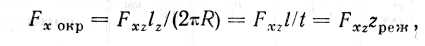 F_{x окр} = F_{xz}l_z/(2πR) = F_{xz}l/t = F_{xz}z_{реж},